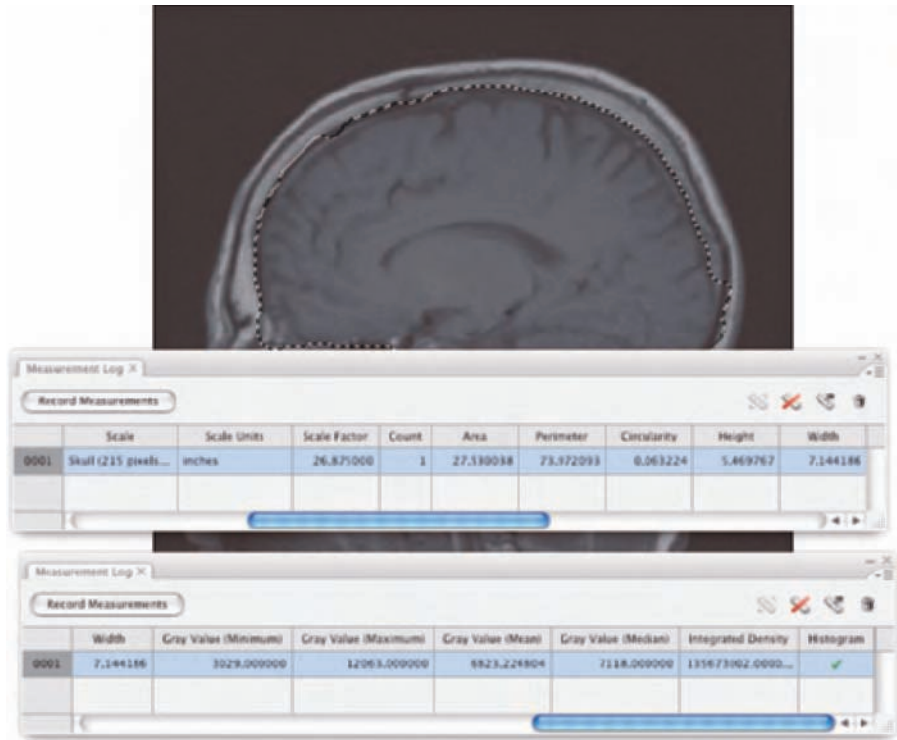 Measurement Log ×
Record Measurements
Scale Scale Units Scale Factor Count Area Perimeter Circularity Height Width
0001 Skull (215 pixels... inches 26.875000 1 27.530038 73.972093 0.063224 5.469767 7.144186
Measurement Log ×
Record Measurements
Width Gray Value (Minimum) Gray Value (Maximum) Gray Value (Mean) Gray Value (Median) Integrated Density Histogram
0001 7.144186 3029.000000 12063.000000 6823.224804 7118.000000 135673002.0000...